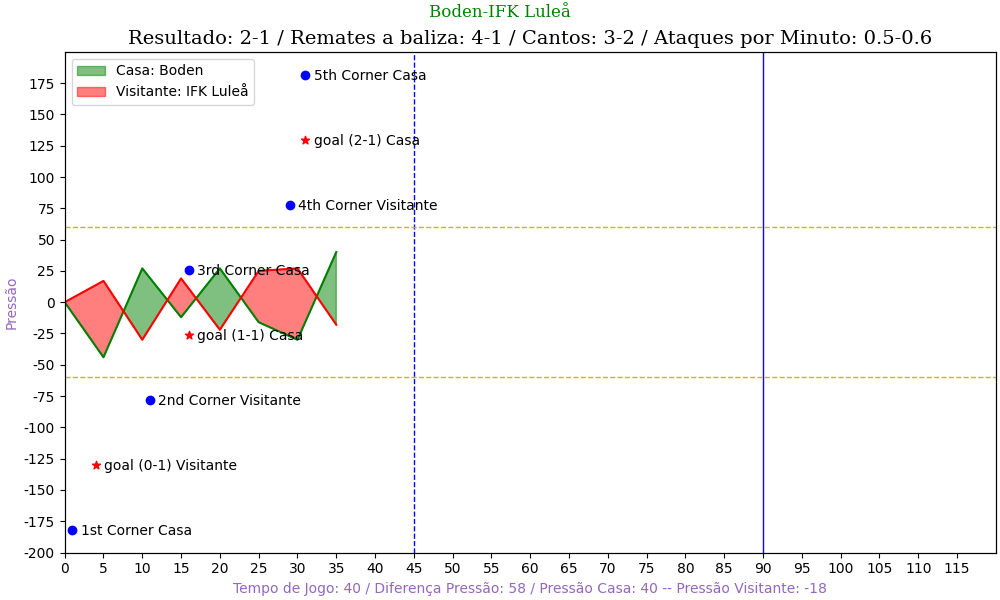 Boden-IFK Luleå
Resultado: 2-1 / Remates a baliza: 4-1 / Cantos: 3-2 / Ataques por Minuto: 0.5-0.6
Casa: Boden
Visitante: IFK Luleå
5th Corner Casa
goal (2-1) Casa
4th Corner Visitante
3rd Corner Casa
goal (1-1) Casa
2nd Corner Visitante
goal (0-1) Visitante
1st Corner Casa
Pressão
175
150
125
100
75
50
25
0
-25
-50
-75
-100
-125
-150
-175
-200
0 5 10 15 20 25 30 35 40 45 50 55 60 65 70 75 80 85 90 95 100 105 110 115
Tempo de Jogo: 40 / Diferença Pressão: 58 / Pressão Casa: 40 -- Pressão Visitante: -18